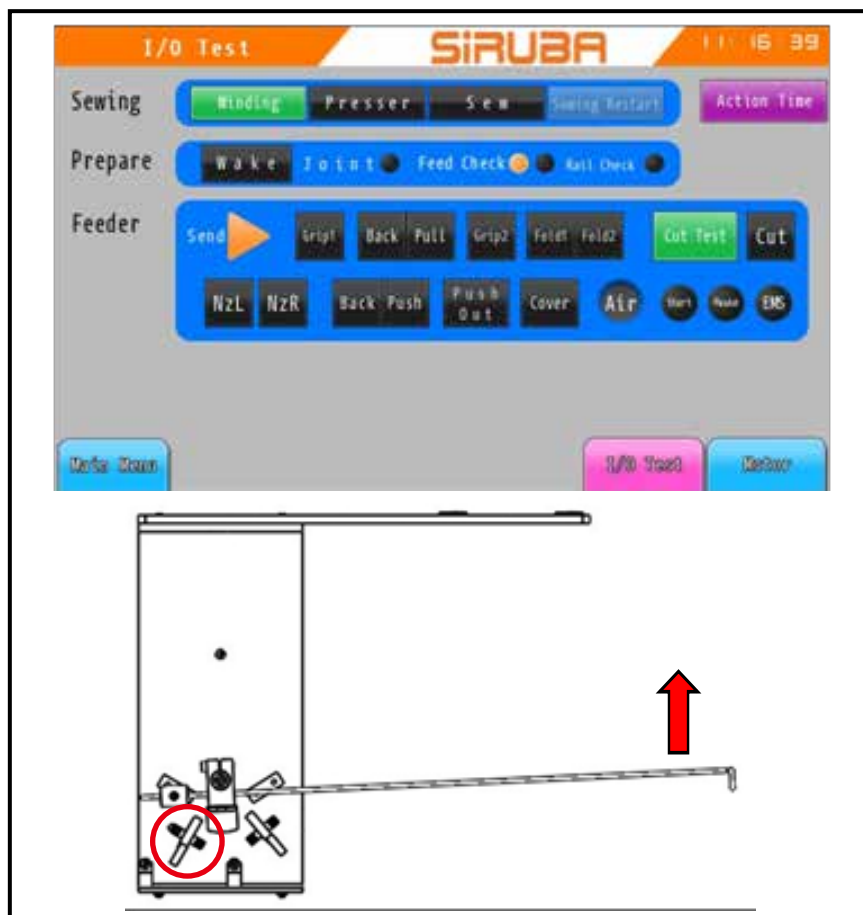 I/O Test SiRUBA 11: 16 39
Sewing Winding Presser Sew Sewing Restart Action Time
Prepare Wake Joint Feed Check Rail Check
Feeder Send Grip1 Back Pull Grip2 Fold1 Fold2 Cut Test Cut
NzL NzR Back Push Push Out Cover Air Start Pause EMS
Main Menu I/O Test Motor